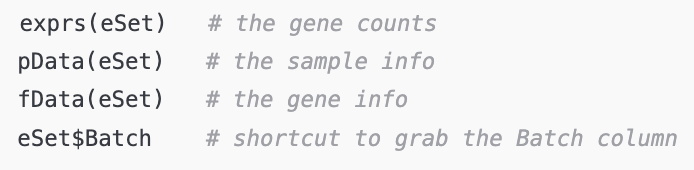 exprs(eSet)   # the gene counts
pData(eSet)   # the sample info
fData(eSet)   # the gene info
eSet$Batch    # shortcut to grab the Batch column